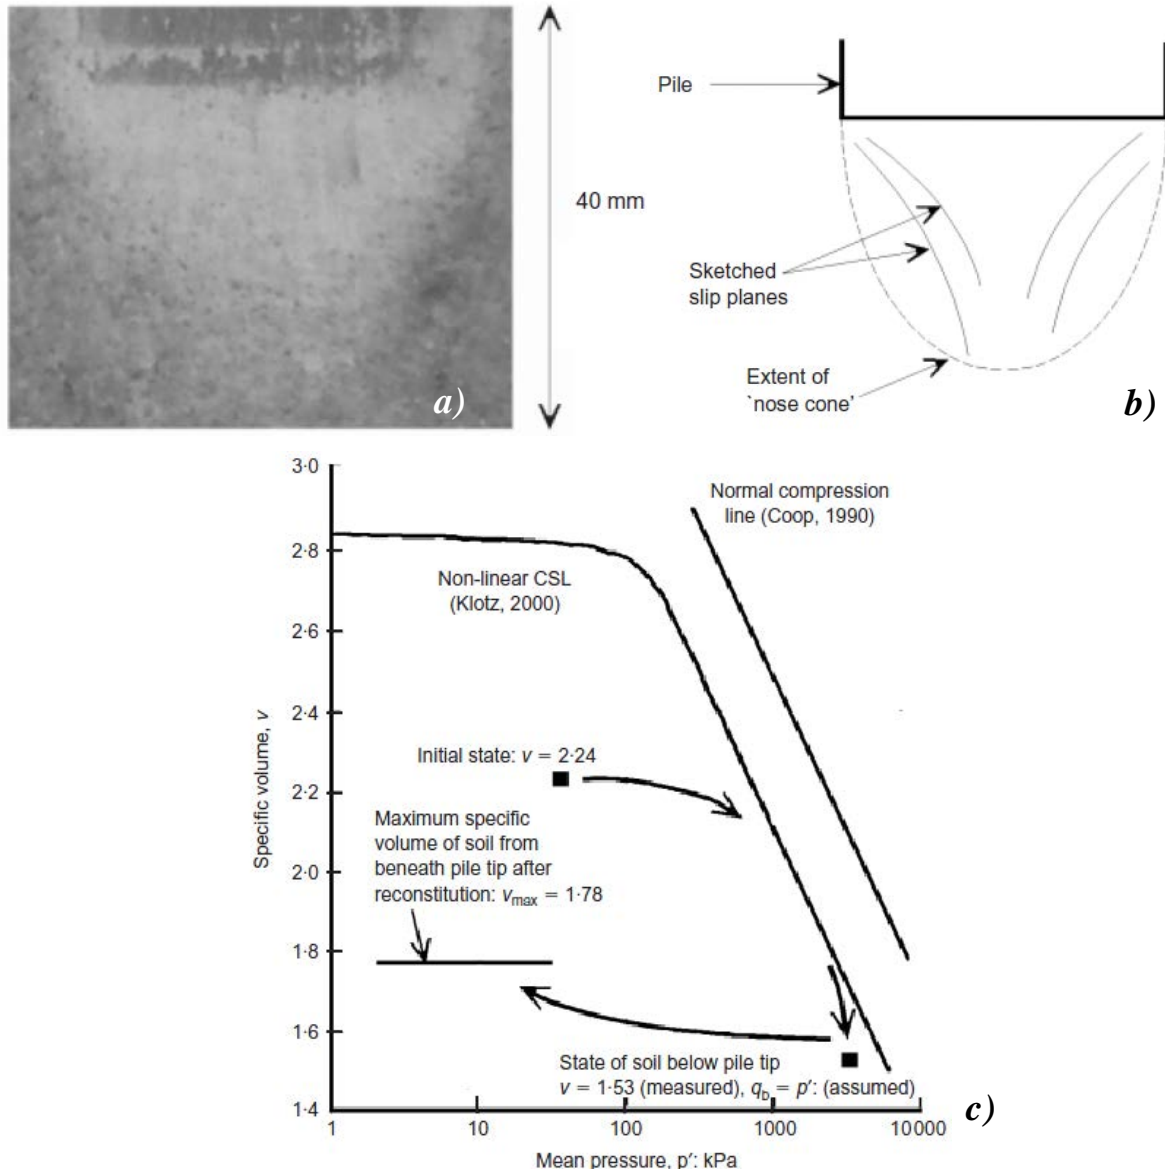 40 mm
a)
Pile
Sketched
slip planes
Extent of
‘nose cone’
b)
3·0
2·8
2·6
2·4
2·2
2·0
1·8
1·6
1·4
Specific volume, v
Normal compression
line (Coop, 1990)
Non-linear CSL
(Klotz, 2000)
Initial state: v = 2·24
Maximum specific
volume of soil from
beneath pile tip after
reconstitution: vmax = 1·78
State of soil below pile tip
v = 1·53 (measured), qb = p′: (assumed)
c)
1
10
100
1000
10000
Mean pressure, p′: kPa